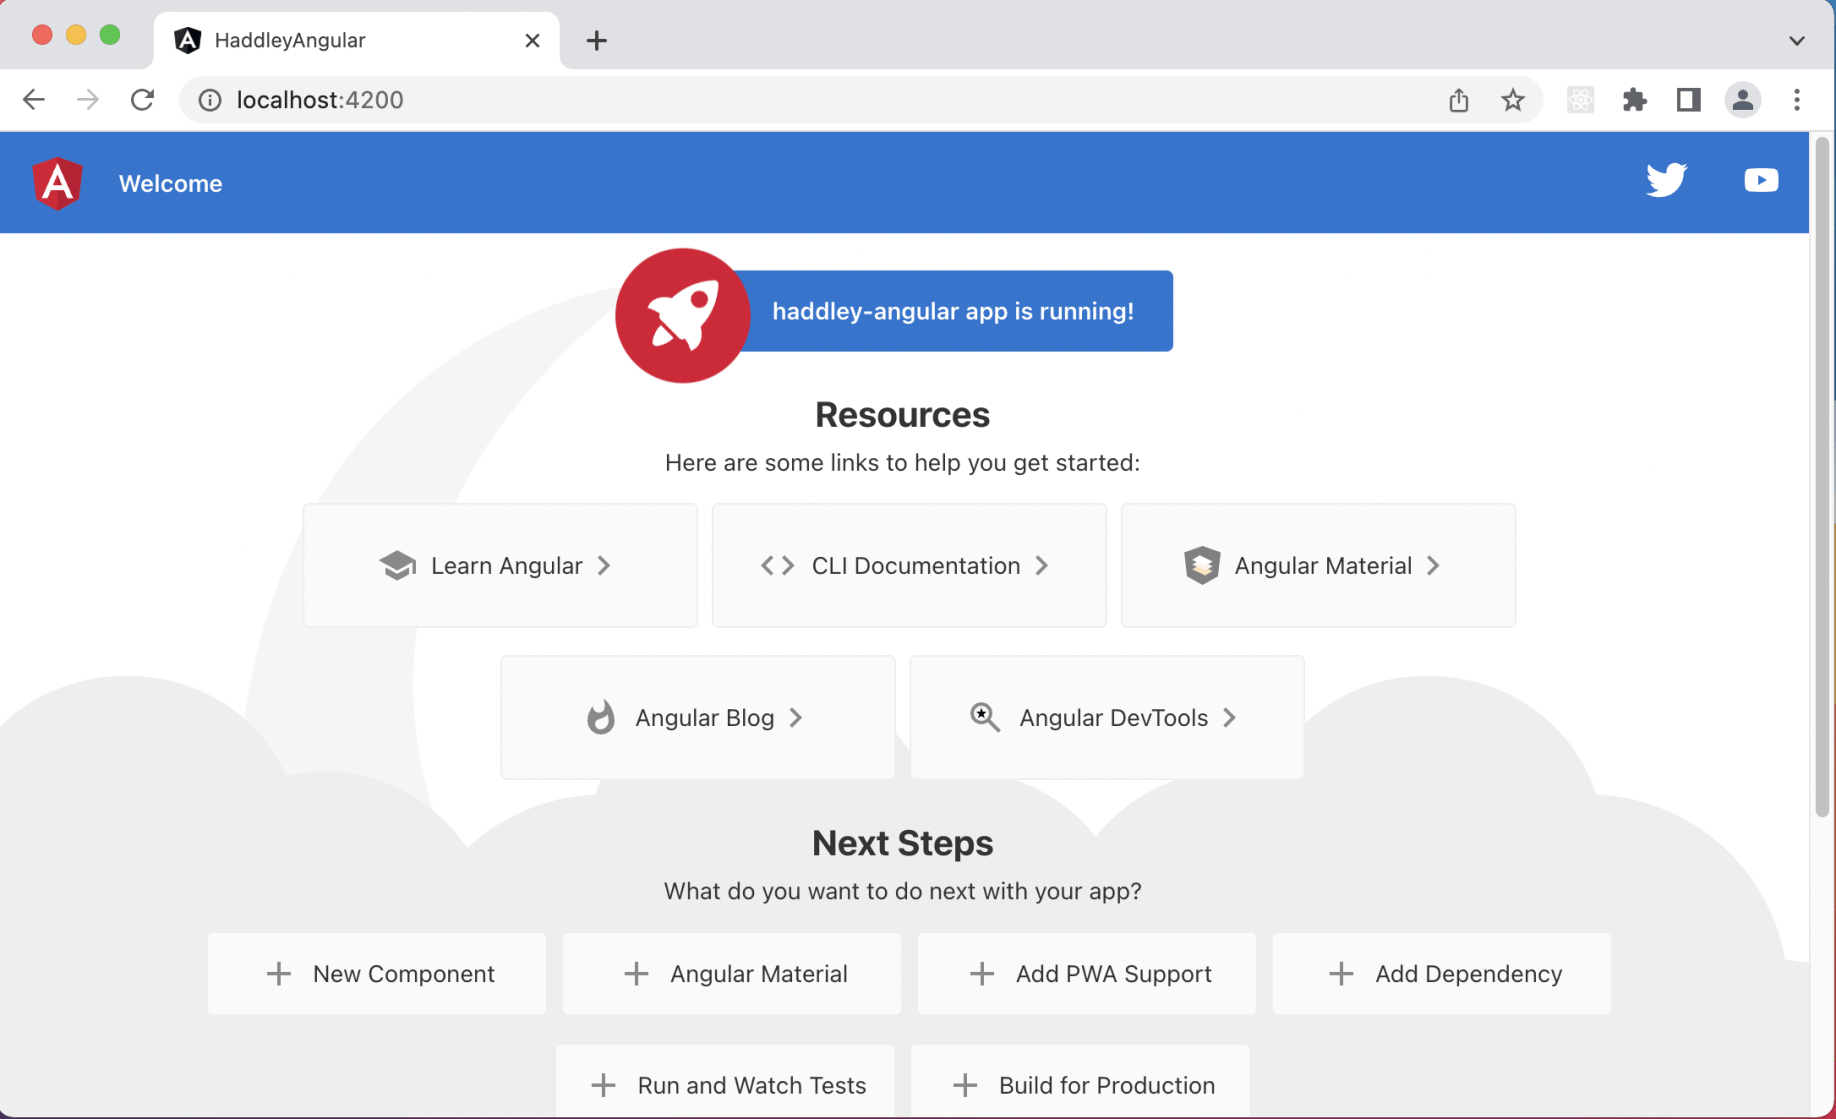 HaddleyAngular
localhost:4200
Welcome
haddley-angular app is running!
Resources
Here are some links to help you get started:
Learn Angular
CLI Documentation
Angular Material
Angular Blog
Angular DevTools
Next Steps
What do you want to do next with your app?
New Component
Angular Material
Add PWA Support
Add Dependency
Run and Watch Tests
Build for Production